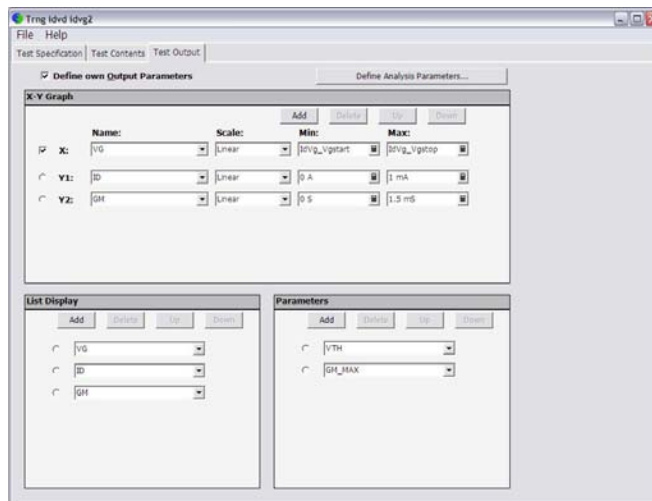 Trng Idvd Idvg2
File Help
Test Specification Test Contents Test Output
Define own Output Parameters Define Analysis Parameters...
X-Y Graph
Add Delete Up Down
Name: Scale: Min: Max:
X: VG Linear IdVg_Vgstart IdVg_Vgstop
Y1: ID Linear 0 A 1 mA
Y2: GM Linear 0 S 1.5 mS
List Display
Add Delete Up Down
VG
ID
GM
Parameters
Add Delete Up Down
VTH
GM_MAX